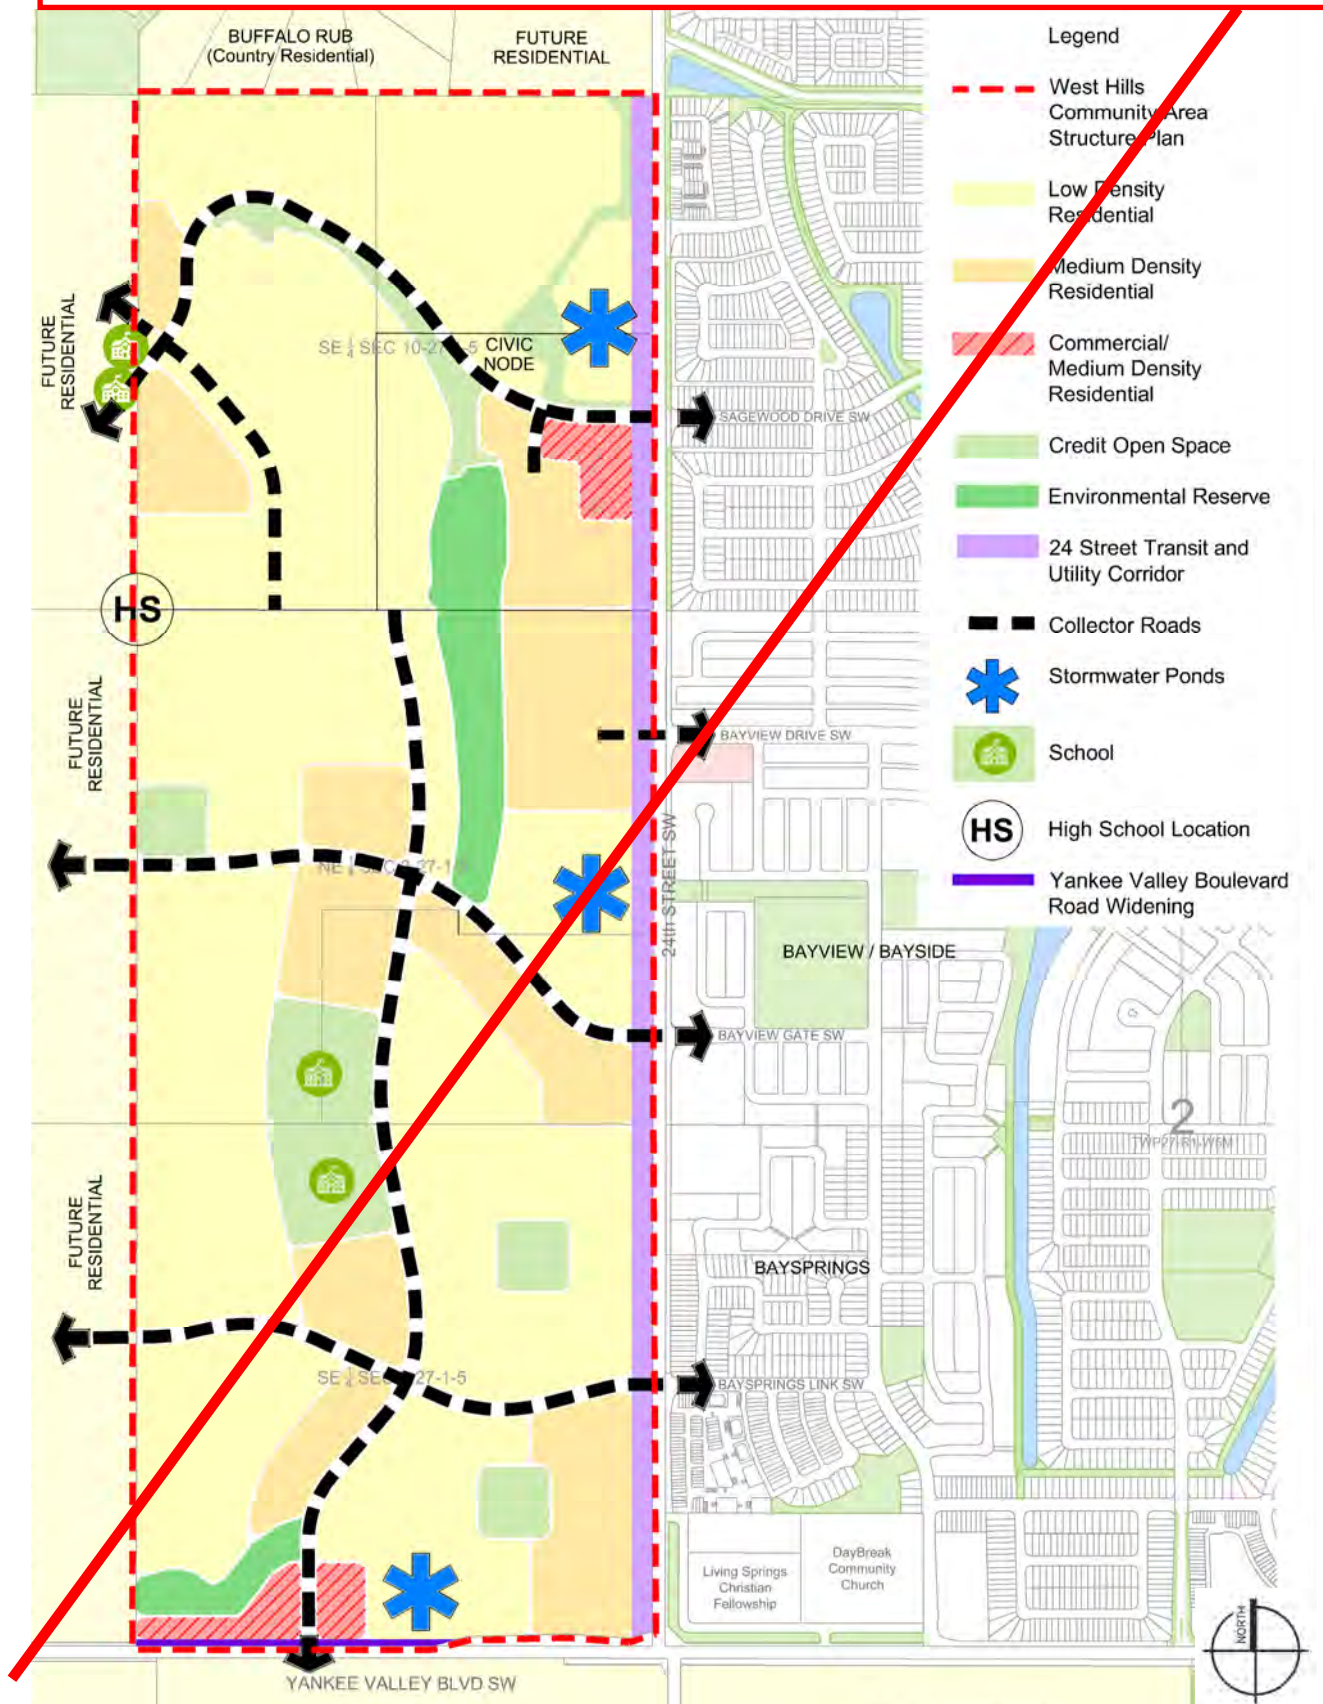 BUFFALO RUB
(Country Residential)
FUTURE
RESIDENTIAL
Legend
West Hills
Community Area
Structure Plan
Low Density
Residential
Medium Density
Residential
Commercial/
Medium Density
Residential
Credit Open Space
Environmental Reserve
24 Street Transit and
Utility Corridor
Collector Roads
Stormwater Ponds
School
HS
High School Location
Yankee Valley Boulevard
Road Widening
FUTURE
RESIDENTIAL
CIVIC
NODE
SAGEWOOD DRIVE SW
HS
FUTURE
RESIDENTIAL
BAYVIEW DRIVE SW
24th STREET SW
BAYVIEW / BAYSIDE
BAYVIEW GATE SW
2
TWP27-R1-W5M
FUTURE
RESIDENTIAL
BAYSPRINGS
SE ¼ 27-1-5
BAYSPRINGS LINK SW
Living Springs
Christian
Fellowship
DayBreak
Community
Church
NORTH
YANKEE VALLEY BLVD SW